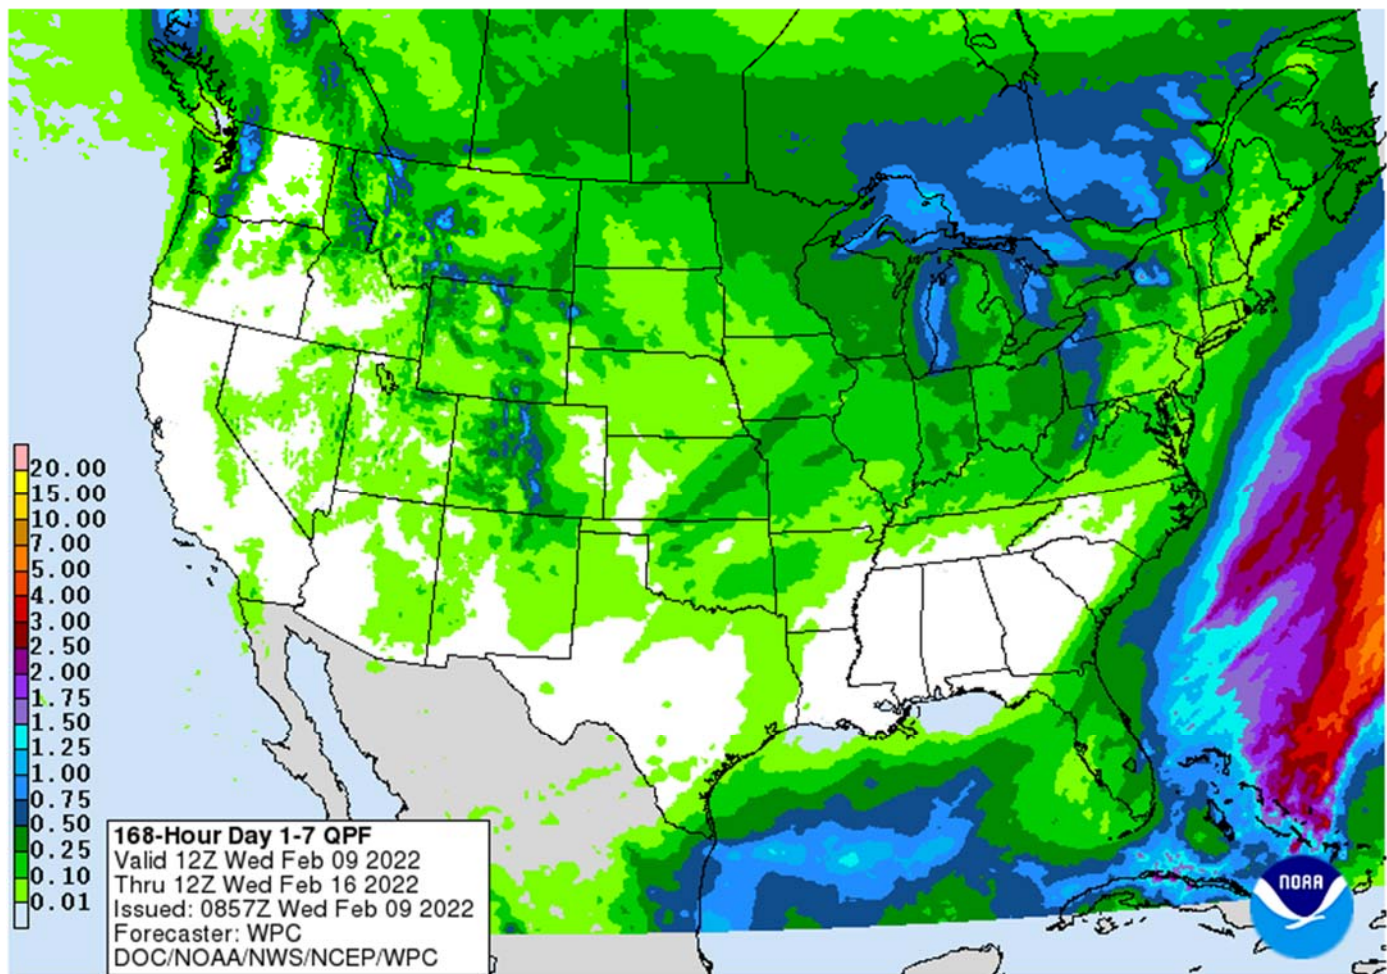 20.00
15.00
10.00
7.00
5.00
4.00
3.00
2.50
2.00
1.75
1.50
1.25
1.00
0.75
0.50
0.25
0.10
0.01
168-Hour Day 1-7 QPF
Valid 12Z Wed Feb 09 2022
Thru 12Z Wed Feb 16 2022
Issued: 0857Z Wed Feb 09 2022
Forecaster: WPC
DOC/NOAA/NWS/NCEP/WPC
NOAA